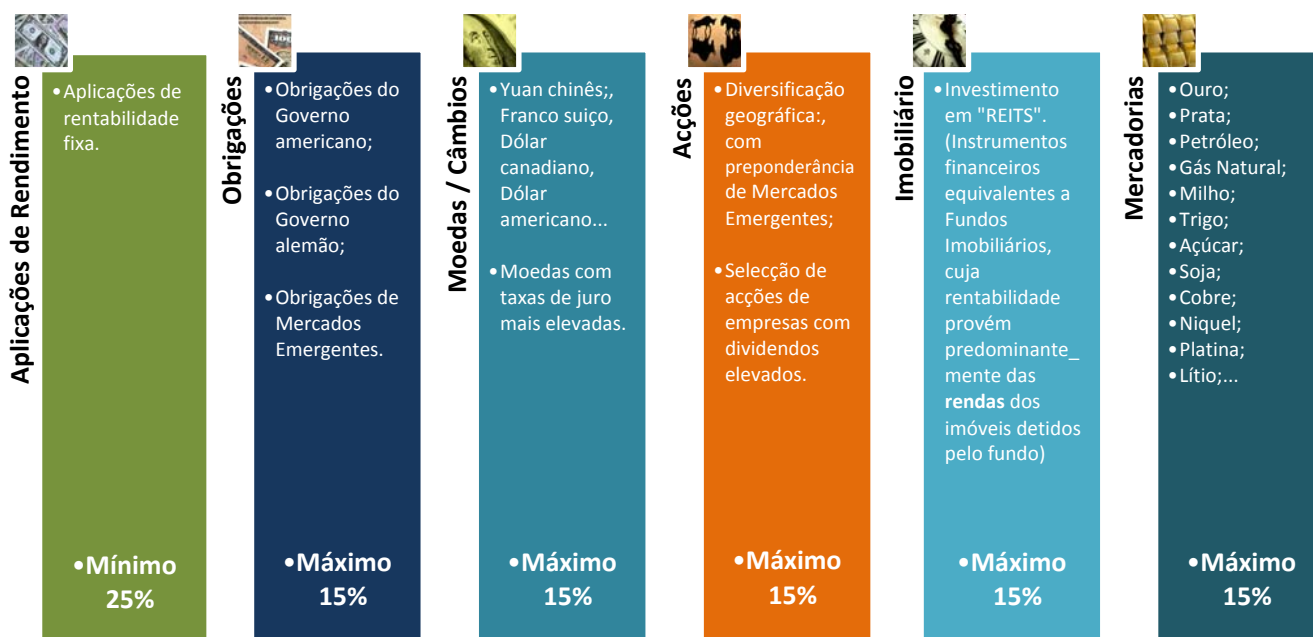 Aplicações de Rendimento
•Aplicações de
rentabilidade
fixa.
•Mínimo
25%
Obrigações
•Obrigações do
Governo
americano;
•Obrigações do
Governo
alemão;
•Obrigações de
Mercados
Emergentes.
•Máximo
15%
Moedas / Câmbios
•Yuan chinês;,
Franco suiço,
Dólar
canadiano,
Dólar
americano...
•Moedas com
taxas de juro
mais elevadas.
•Máximo
15%
Acções
•Diversificação
geográfica:,
com
preponderância
de Mercados
Emergentes;
•Selecção de
acções de
empresas com
dividendos
elevados.
•Máximo
15%
Imobiliário
•Investimento
em "REITS".
(Instrumentos
financeiros
equivalentes a
Fundos
Imobiliários,
cuja
rentabilidade
provém
predominante_
mente das
rendas dos
imóveis detidos
pelo fundo)
•Máximo
15%
Mercadorias
•Ouro;
•Prata;
•Petróleo;
•Gás Natural;
•Milho;
•Trigo;
•Açúcar;
•Soja;
•Cobre;
•Niquel;
•Platina;
•Lítio;...
•Máximo
15%